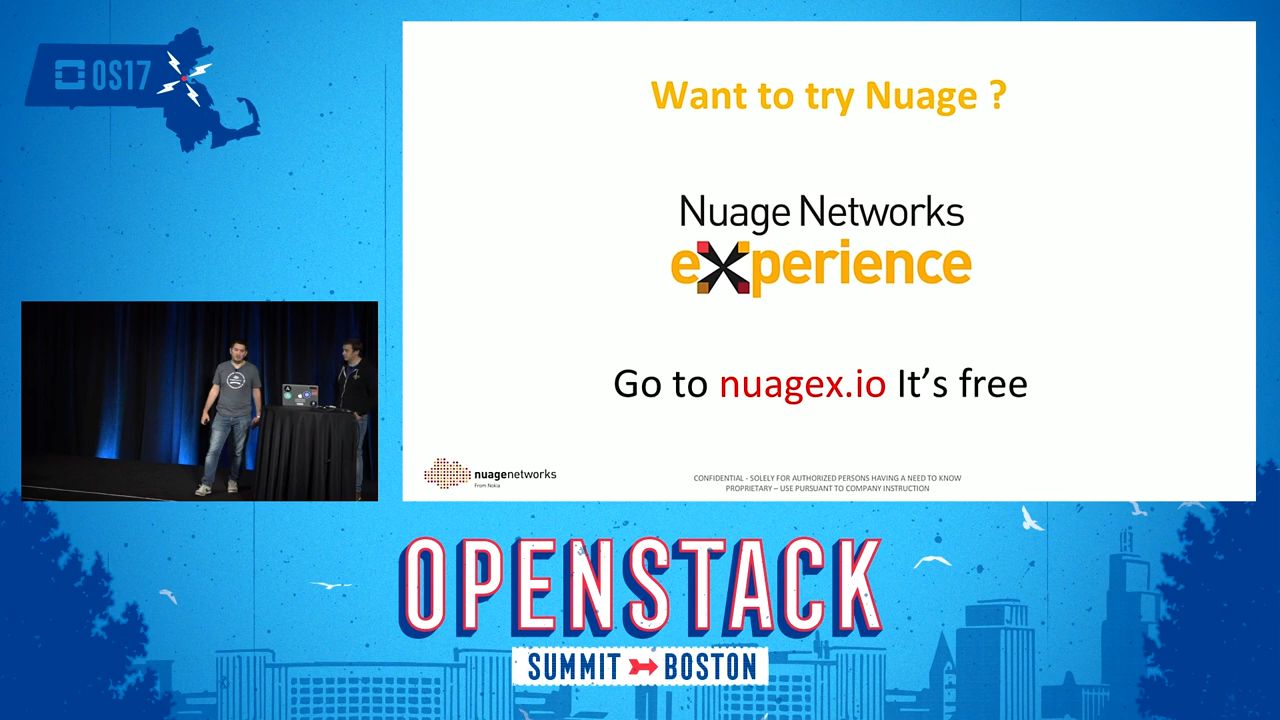 OS17
Want to try Nuage ?
Nuage Networks
eXperience
Go to nuagex.io It's free
nuagenetworks
From Nokia
CONFIDENTIAL - SOLELY FOR AUTHORIZED PERSONS HAVING A NEED TO KNOW
PROPRIETARY – USE PURSUANT TO COMPANY INSTRUCTION
OPENSTACK
SUMMIT BOSTON